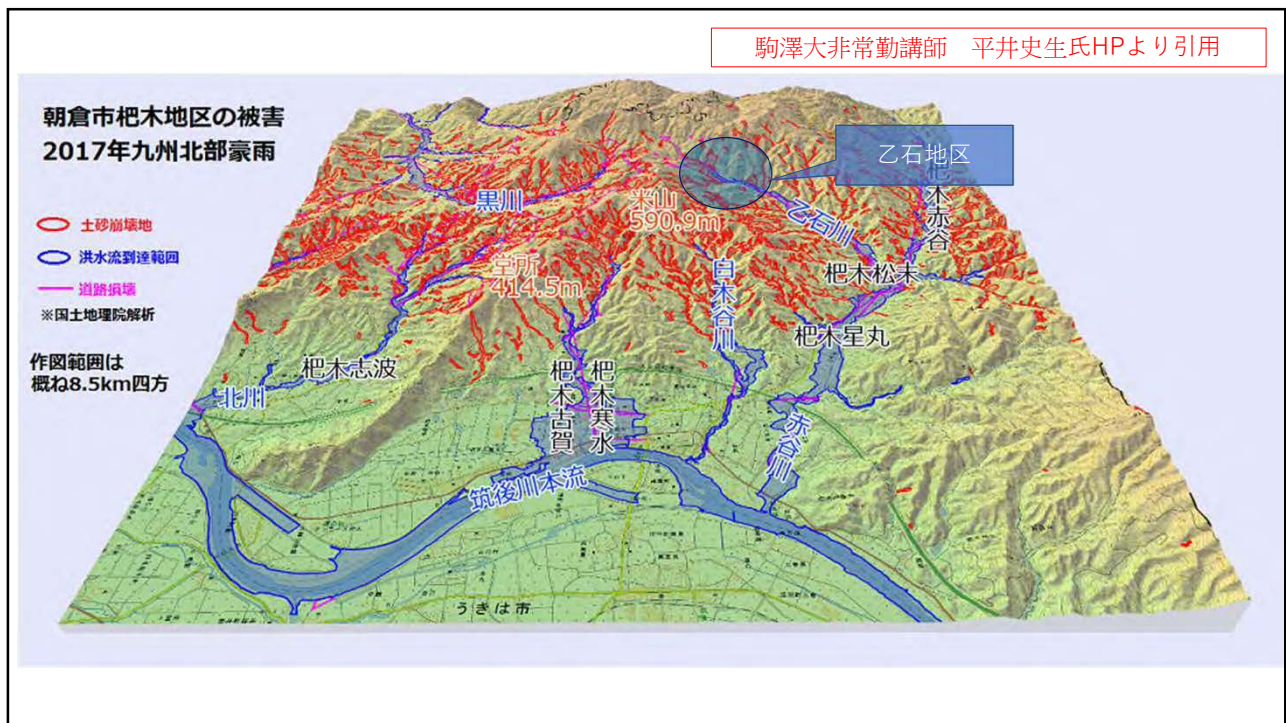 駒澤大非常勤講師　平井史生氏HPより引用
朝倉市杷木地区の被害
2017年九州北部豪雨
土砂崩壊地
洪水流到達範囲
道路損壊
※国土地理院解析
作図範囲は
概ね8.5km四方
乙石地区
黒川
米山
590.9m
堂所
414.5m
乙石川
杷木赤谷
杷木松末
白木谷川
杷木星丸
杷木志波
北川
杷木古賀
杷木寒水
赤谷川
筑後川本流
うきは市